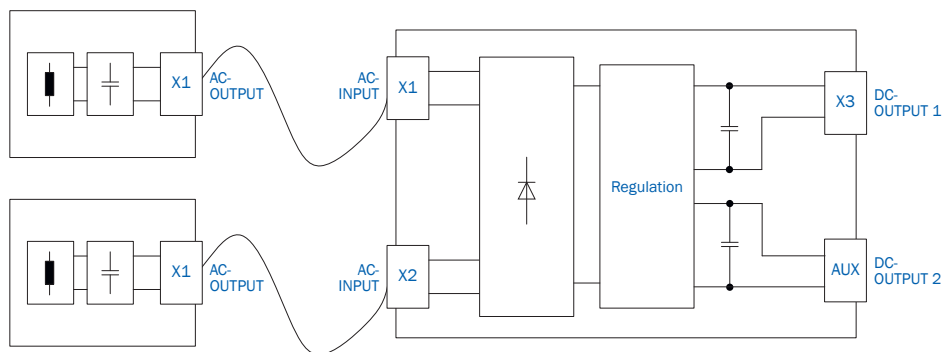 X1
AC-
OUTPUT
AC-
INPUT
X1
Regulation
X3
DC-
OUTPUT 1
X1
AC-
OUTPUT
AC-
INPUT
X2
AUX
DC-
OUTPUT 2